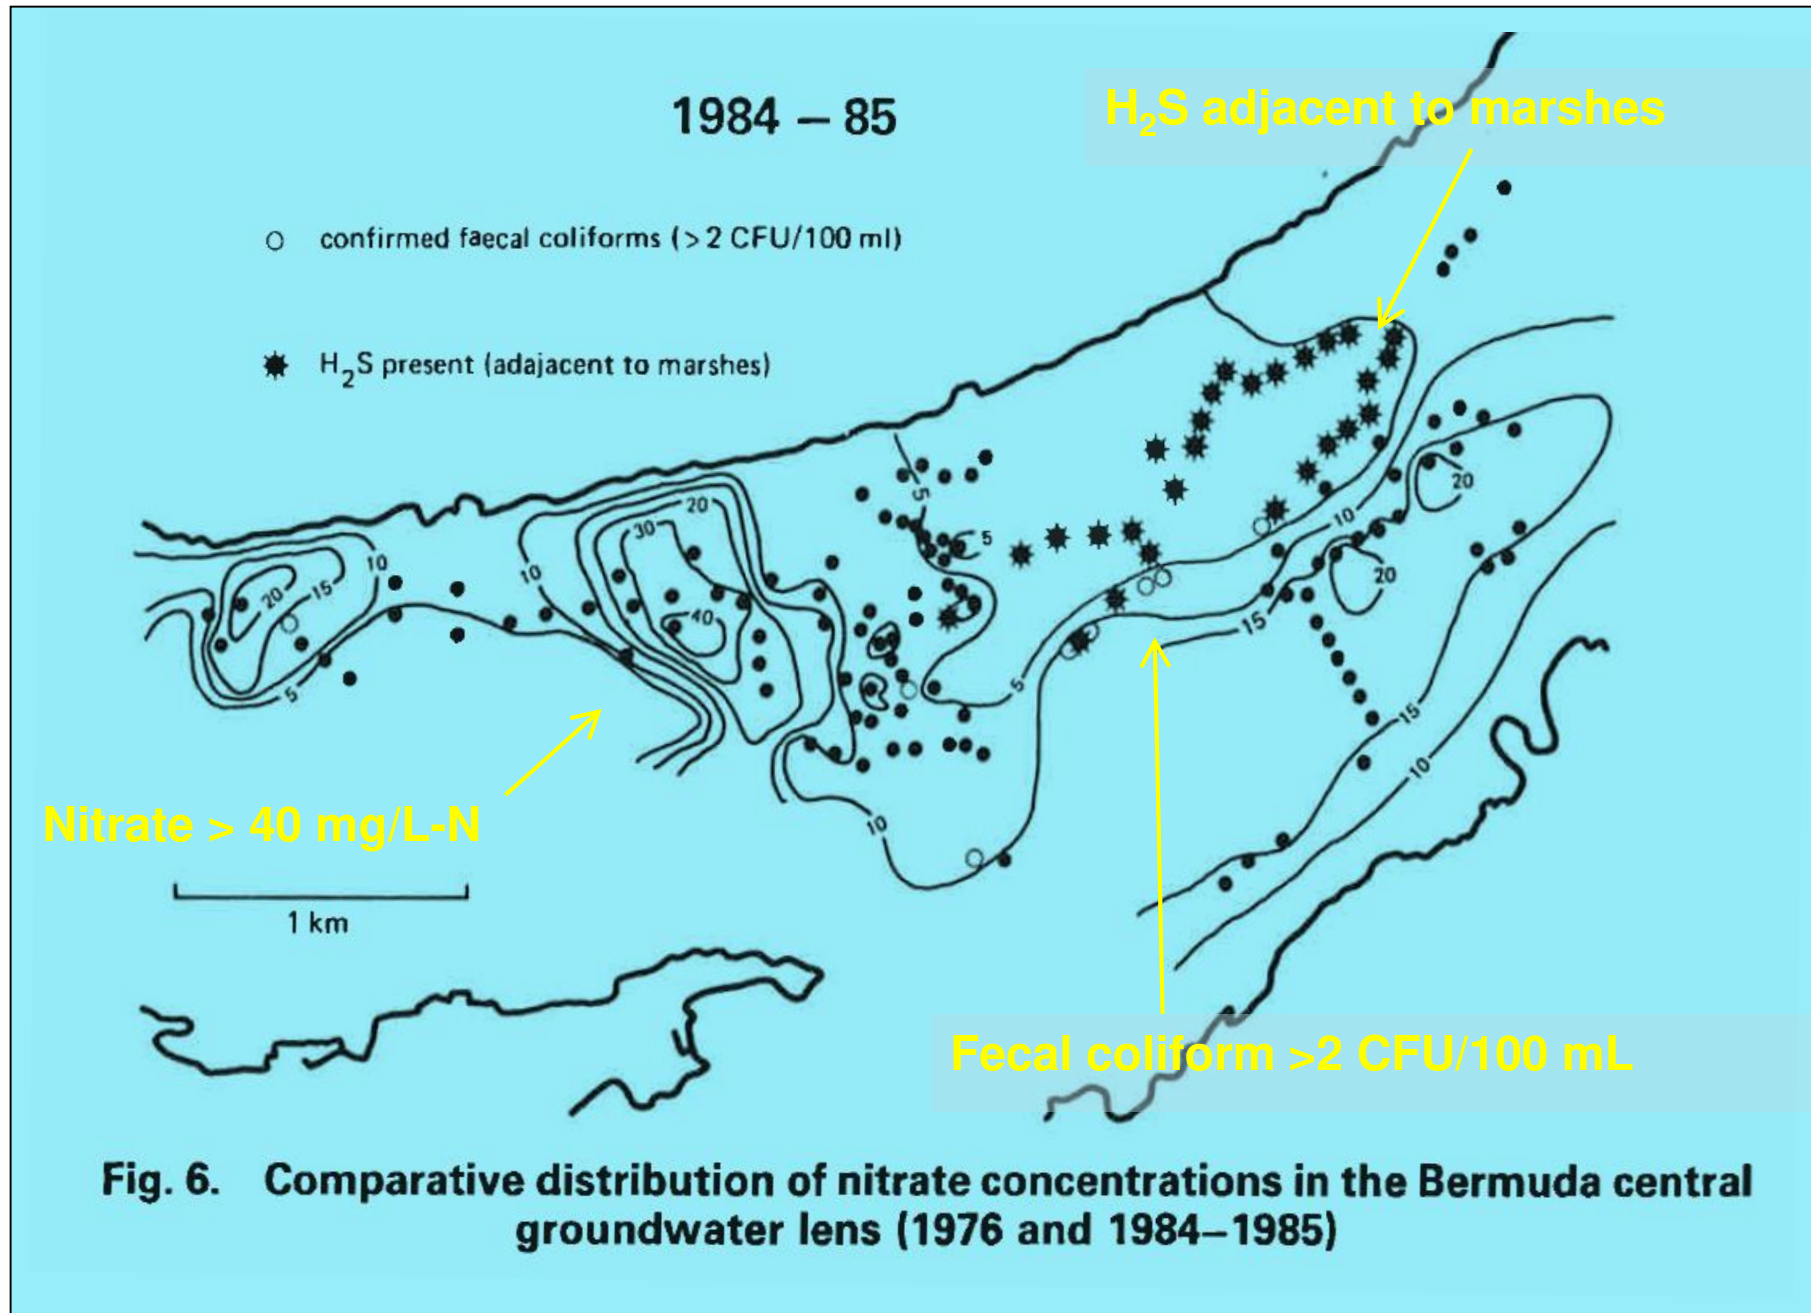 1984 – 85
H₂S adjacent to marshes
confirmed faecal coliforms (> 2 CFU/100 ml)
H₂S present (adajacent to marshes)
5
20
30
10
10
15
20
5
40
5
10
20
20
15
5
15
10
10
Nitrate > 40 mg/L-N
1 km
Fecal coliform >2 CFU/100 mL
Fig. 6. Comparative distribution of nitrate concentrations in the Bermuda central
groundwater lens (1976 and 1984–1985)